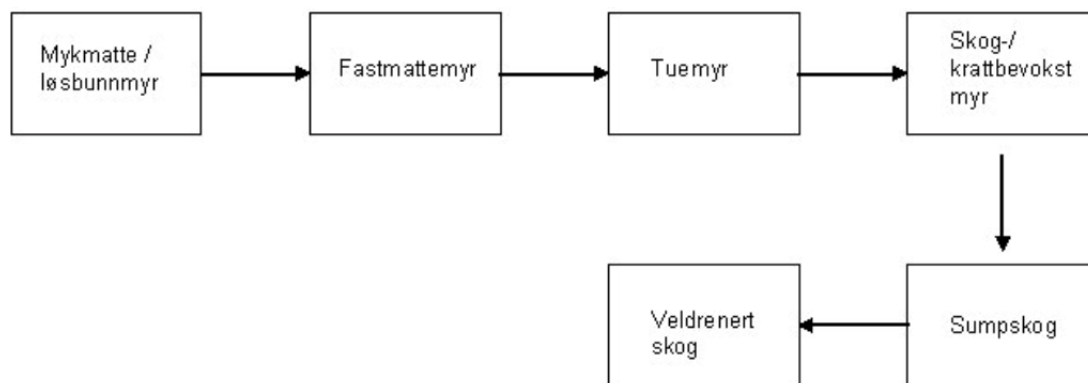 Mykmatte /
løsbunnmyr
Fastmattemyr
Tuemyr
Skog-/
krattbevokst
myr
Sumpskog
Veldrenert
skog